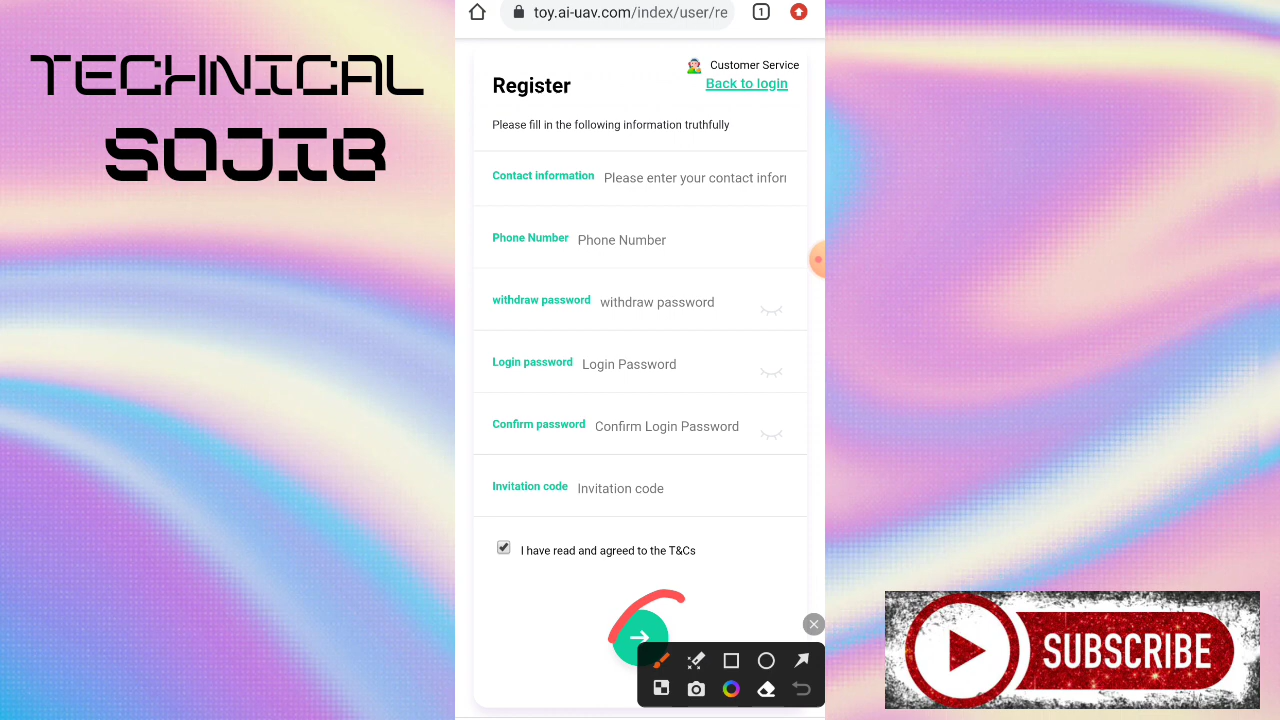 TECHNICAL
SOJIB
toy.ai-uav.com/index/user/re
1
Customer Service
Register
Back to login
Please fill in the following information truthfully
Contact information Please enter your contact infor
Phone Number Phone Number
withdraw password withdraw password
Login password Login Password
Confirm password Confirm Login Password
Invitation code Invitation code
I have read and agreed to the T&Cs
SUBSCRIBE